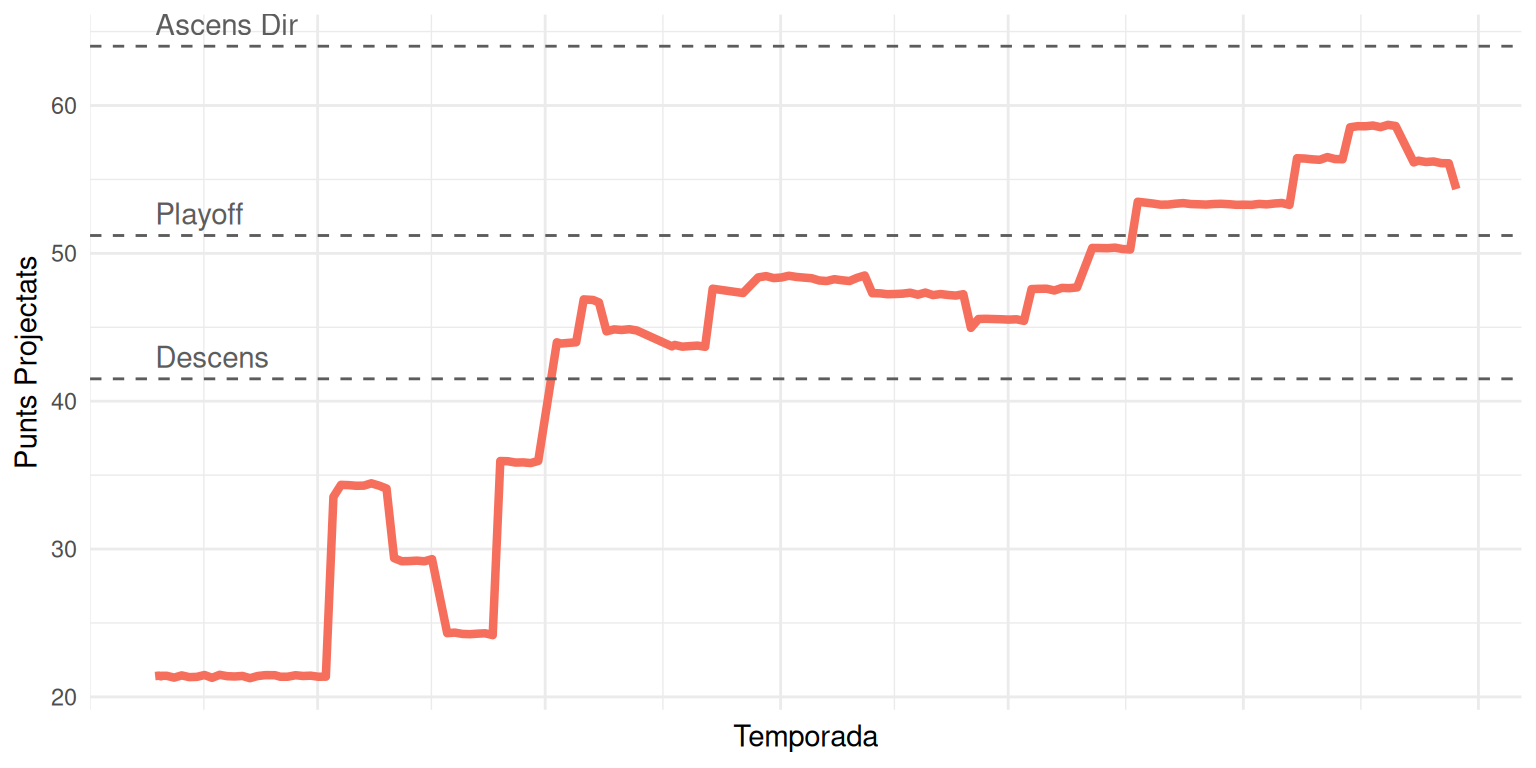 Ascens Dir
60
Playoff
50
Descens
40
30
20
Punts Projectats
Temporada